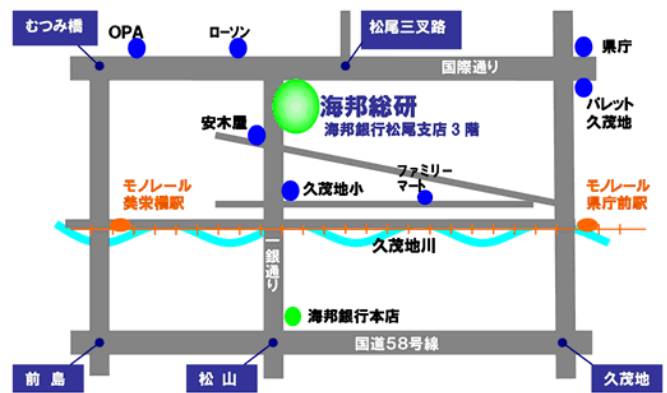 むつみ橋
OPA
ローソン
松尾三叉路
県庁
国際通り
海邦総研
海邦銀行松尾支店3階
パレット
久茂地
安木屋
ファミリー
マート
久茂地小
モノレール
美栄橋駅
モノレール
県庁前駅
久茂地川
一銀通り
海邦銀行本店
国道58号線
前島
松山
久茂地